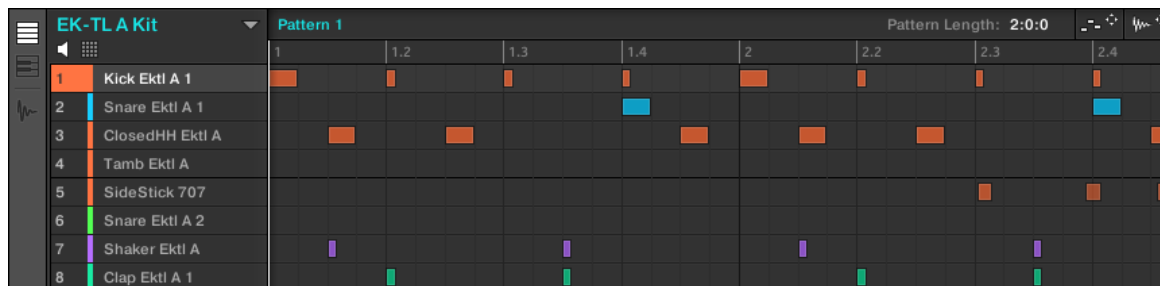 EK-TL A Kit
Pattern 1
Pattern Length: 2:0:0
1 1.2 1.3 1.4 2 2.2 2.3 2.4
1 Kick Ektl A 1
2 Snare Ektl A 1
3 ClosedHH Ektl A
4 Tamb Ektl A
5 SideStick 707
6 Snare Ektl A 2
7 Shaker Ektl A
8 Clap Ektl A 1